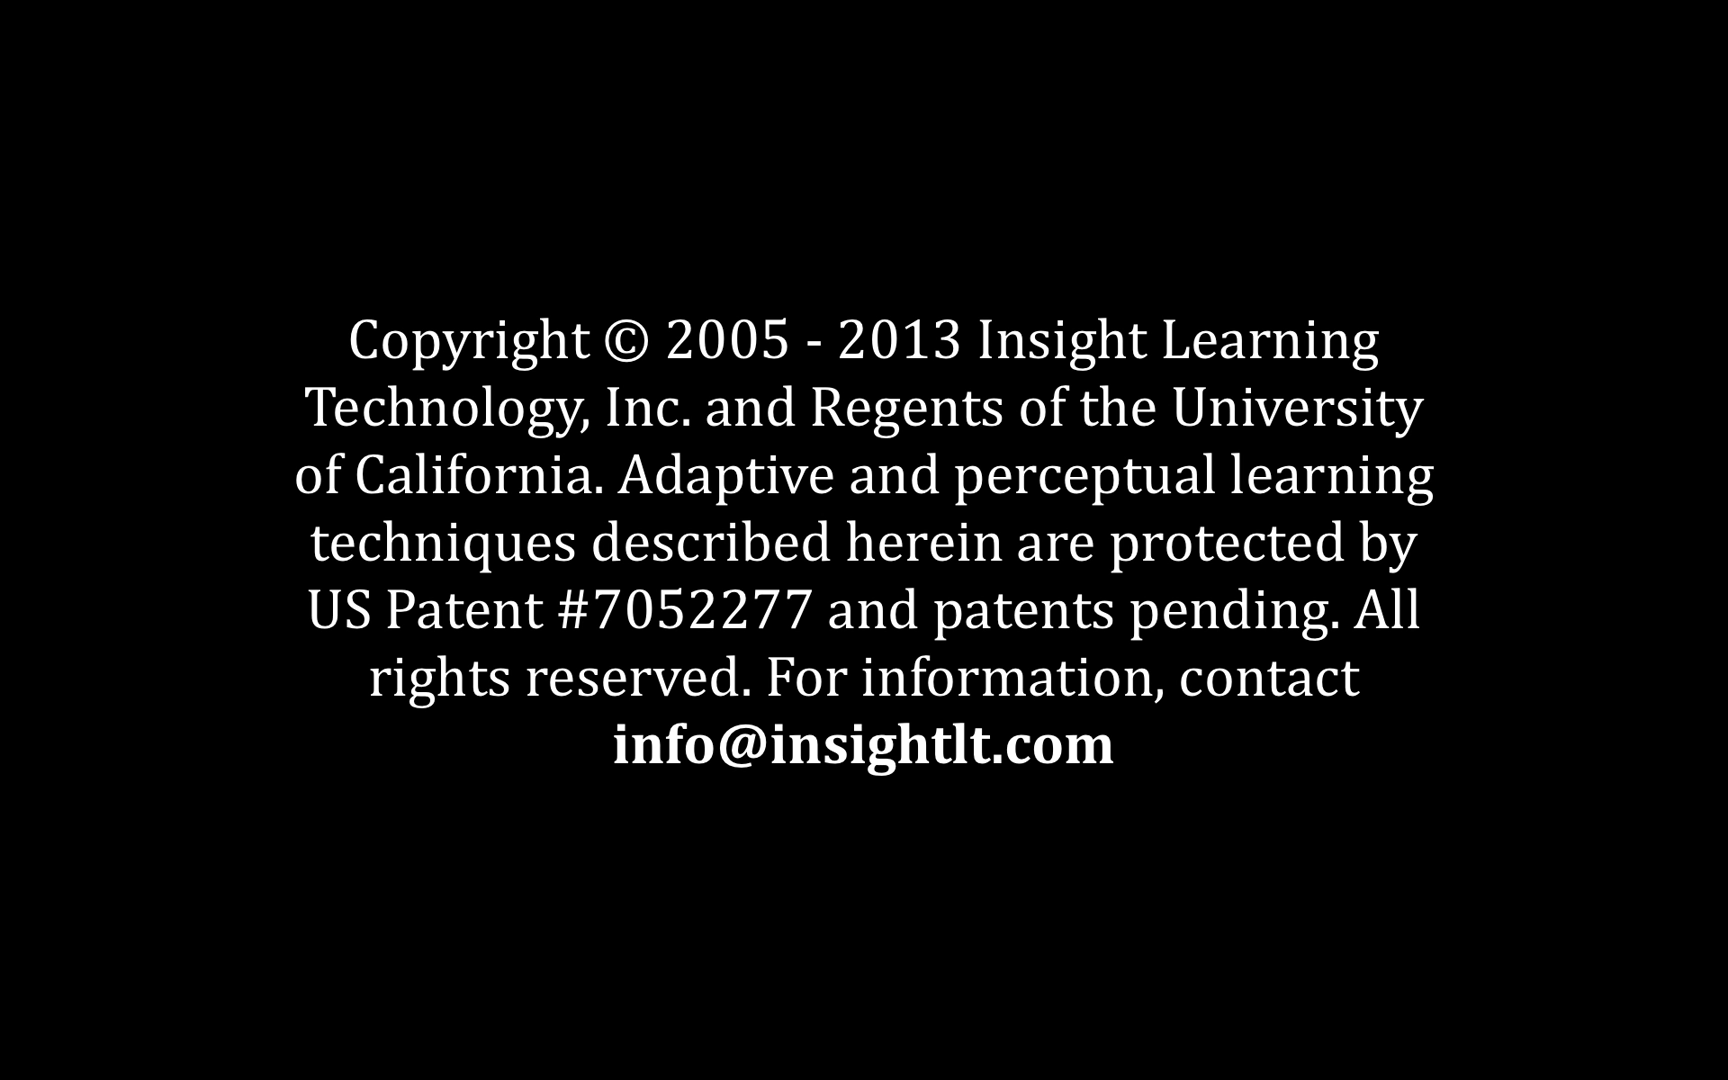 Copyright © 2005 - 2013 Insight Learning
Technology, Inc. and Regents of the University
of California. Adaptive and perceptual learning
techniques described herein are protected by
US Patent #7052277 and patents pending. All
rights reserved. For information, contact
info@insightlt.com